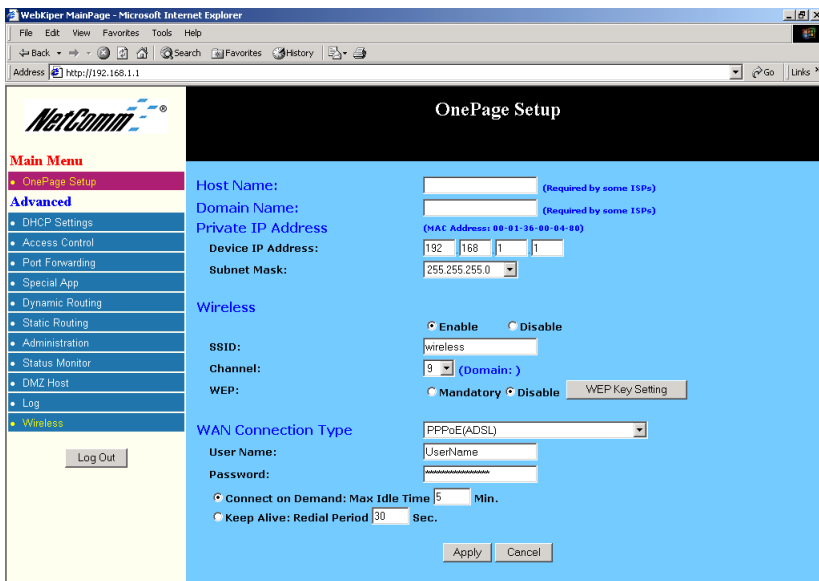 WebKiper MainPage - Microsoft Internet Explorer
File Edit View Favorites Tools Help
Back Search Favorites History
Address http://192.168.1.1 Go Links
NetComm ®
OnePage Setup
Main Menu
OnePage Setup
Advanced
DHCP Settings
Access Control
Port Forwarding
Special App
Dynamic Routing
Static Routing
Administration
Status Monitor
DMZ Host
Log
Wireless
Log Out
Host Name: (Required by some ISPs)
Domain Name: (Required by some ISPs)
Private IP Address (MAC Address: 00-01-36-00-04-80)
Device IP Address: 192 .168 .1 .1
Subnet Mask: 255.255.255.0
Wireless
Enable Disable
SSID: wireless
Channel: 9 (Domain: )
WEP: Mandatory Disable WEP Key Setting
WAN Connection Type PPPoE(ADSL)
User Name: UserName
Password: ****************
Connect on Demand: Max Idle Time 5 Min.
Keep Alive: Redial Period 30 Sec.
Apply Cancel